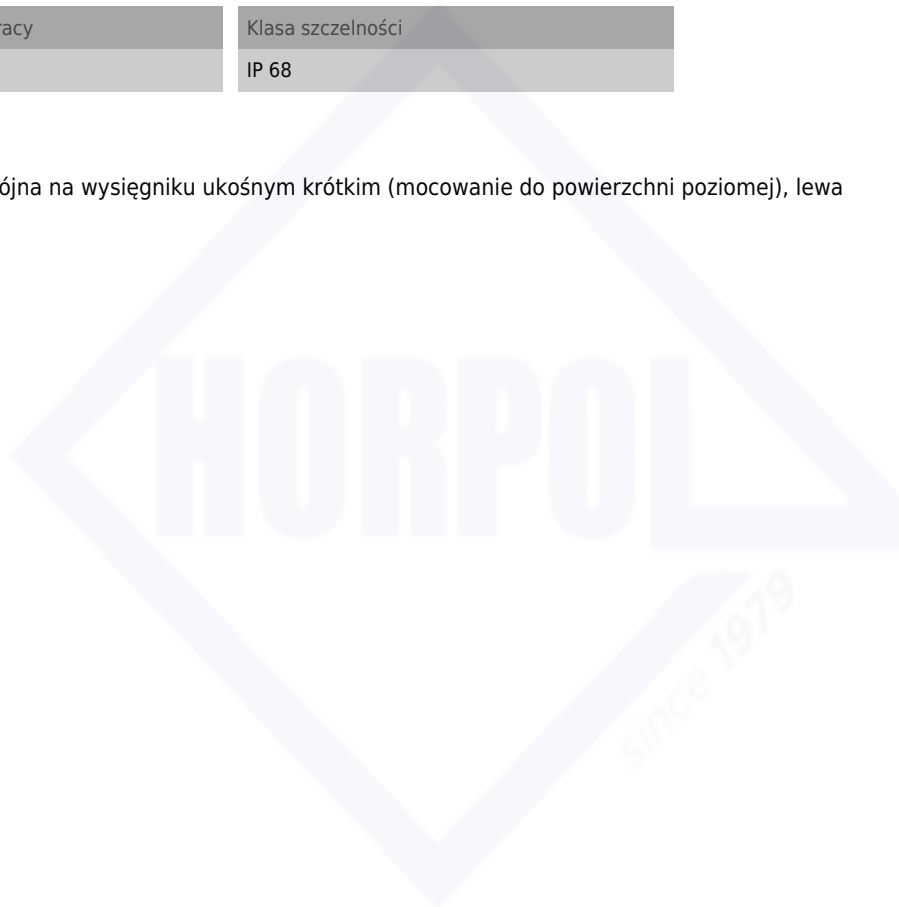 racy Klasa szczelności
IP 68
ójna na wysięgniku ukośnym krótkim (mocowanie do powierzchni poziomej), lewa
HORPOL
since 1979